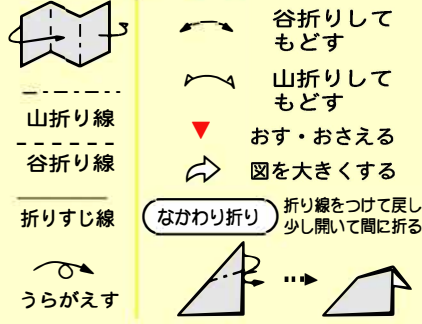 山折り線
谷折り線
折りすじ線
うらがえす
谷折りして
もどす
山折りして
もどす
おす・おさえる
図を大きくする
なかわり折り
折り線をつけて戻し
少し開いて間に折る